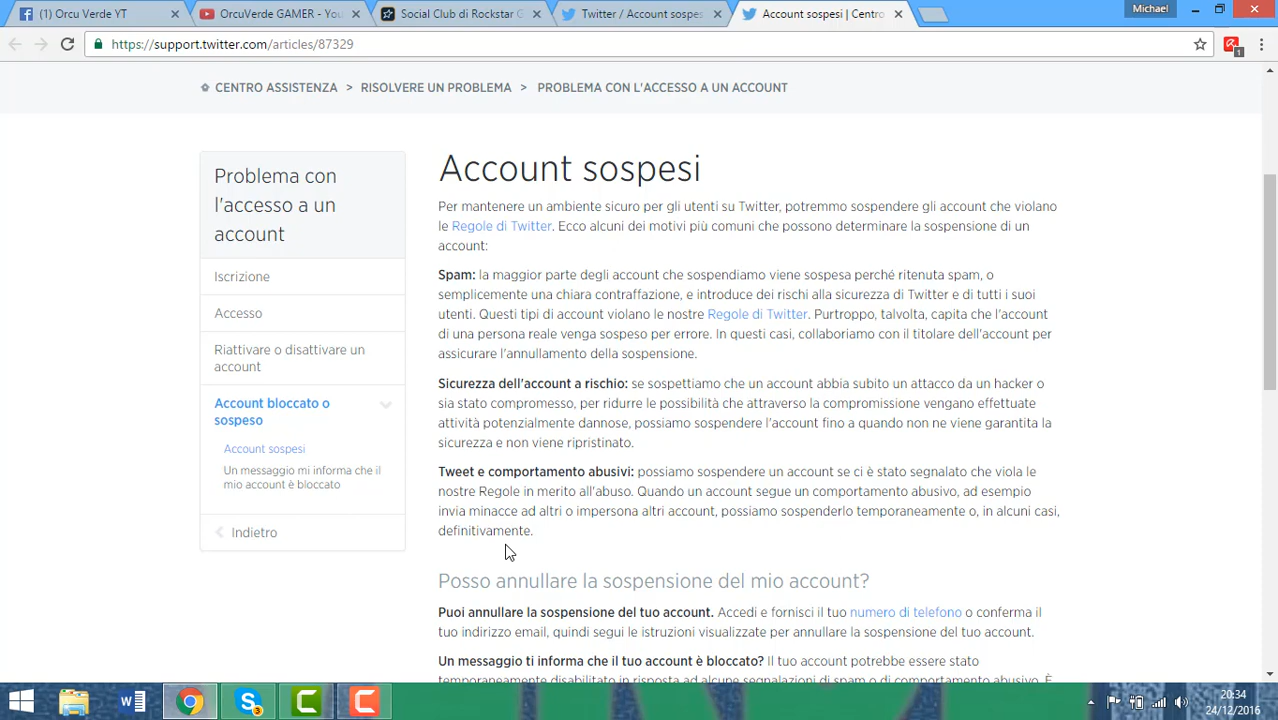 (1) Orcu Verde YT
OrcuVerde GAMER - You
Social Club di Rockstar G
Twitter / Account sospes
Account sospesi | Centro
Michael
https://support.twitter.com/articles/87329
1
CENTRO ASSISTENZA > RISOLVERE UN PROBLEMA > PROBLEMA CON L'ACCESSO A UN ACCOUNT
Problema con
l'accesso a un
account
Iscrizione
Accesso
Riattivare o disattivare un
account
Account bloccato o
sospeso
Account sospesi
Un messaggio mi informa che il
mio account è bloccato
Indietro
Account sospesi
Per mantenere un ambiente sicuro per gli utenti su Twitter, potremmo sospendere gli account che violano
le Regole di Twitter. Ecco alcuni dei motivi più comuni che possono determinare la sospensione di un
account:
Spam: la maggior parte degli account che sospendiamo viene sospesa perché ritenuta spam, o
semplicemente una chiara contraffazione, e introduce dei rischi alla sicurezza di Twitter e di tutti i suoi
utenti. Questi tipi di account violano le nostre Regole di Twitter. Purtroppo, talvolta, capita che l'account
di una persona reale venga sospeso per errore. In questi casi, collaboriamo con il titolare dell'account per
assicurare l'annullamento della sospensione.
Sicurezza dell'account a rischio: se sospettiamo che un account abbia subito un attacco da un hacker o
sia stato compromesso, per ridurre le possibilità che attraverso la compromissione vengano effettuate
attività potenzialmente dannose, possiamo sospendere l'account fino a quando non ne viene garantita la
sicurezza e non viene ripristinato.
Tweet e comportamento abusivi: possiamo sospendere un account se ci è stato segnalato che viola le
nostre Regole in merito all'abuso. Quando un account segue un comportamento abusivo, ad esempio
invia minacce ad altri o impersona altri account, possiamo sospenderlo temporaneamente o, in alcuni casi,
definitivamente.
Posso annullare la sospensione del mio account?
Puoi annullare la sospensione del tuo account. Accedi e fornisci il tuo numero di telefono o conferma il
tuo indirizzo email, quindi segui le istruzioni visualizzate per annullare la sospensione del tuo account.
Un messaggio ti informa che il tuo account è bloccato? Il tuo account potrebbe essere stato
temporaneamente disabilitato in risposta ad alcune segnalazioni di spam o di comportamento abusivo. È
3
20:34
24/12/2016